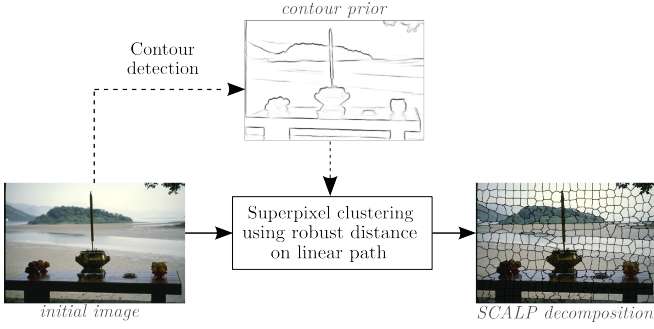 contour prior
Contour
detection
Superpixel clustering
using robust distance
on linear path
initial image
SCALP decomposition